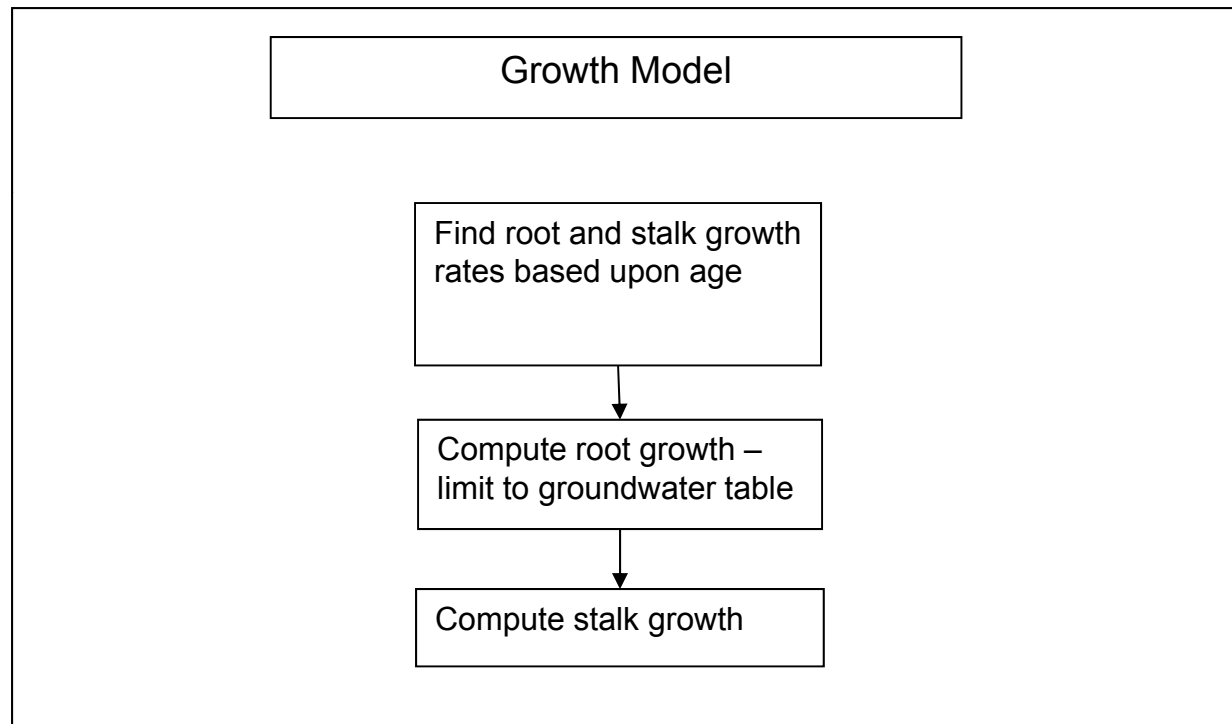 Growth Model
Find root and stalk growth
rates based upon age
Compute root growth –
limit to groundwater table
Compute stalk growth